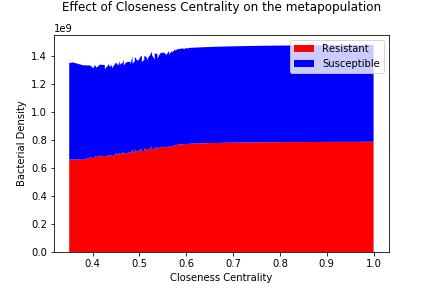 Effect of Closeness Centrality on the metapopulation
1e9
1.4
1.2
1.0
0.8
0.6
0.4
0.2
0.0
Bacterial Density
Resistant
Susceptible
0.4 0.5 0.6 0.7 0.8 0.9 1.0
Closeness Centrality